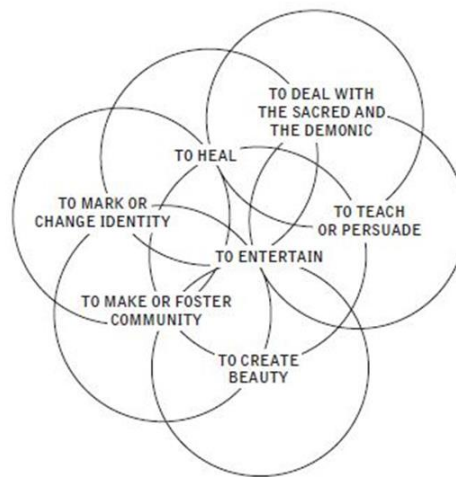 TO DEAL WITH
THE SACRED AND
THE DEMONIC
TO HEAL
TO MARK OR
CHANGE IDENTITY
TO TEACH
OR PERSUADE
TO ENTERTAIN
TO MAKE OR FOSTER
COMMUNITY
TO CREATE
BEAUTY